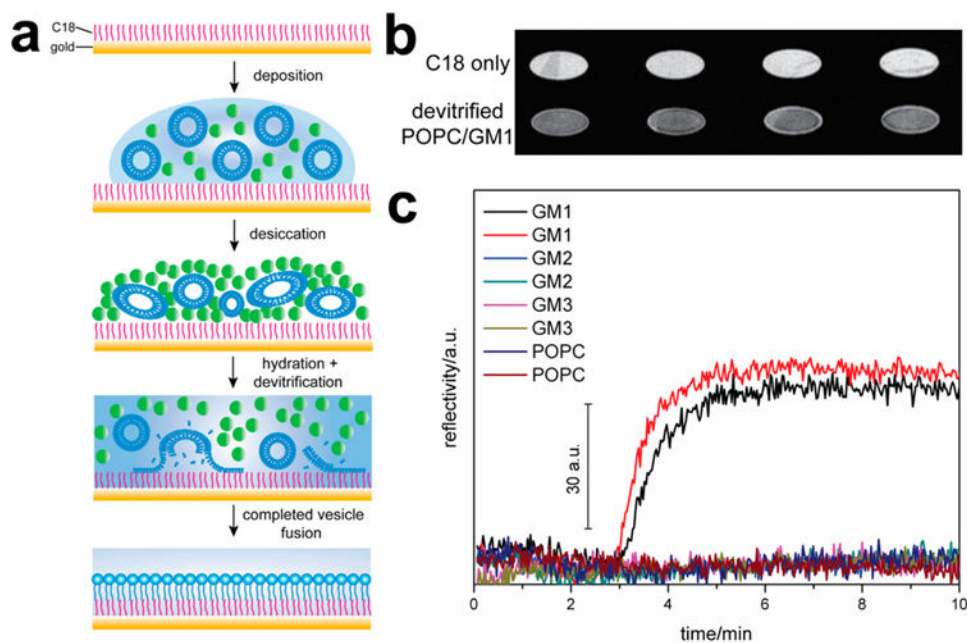 a
C18
gold
deposition
desiccation
hydration +
devitrification
completed vesicle
fusion
b
C18 only
devitrified
POPC/GM1
c
GM1
GM1
GM2
GM2
GM3
GM3
POPC
POPC
reflectivity/a.u.
30 a.u.
0 2 4 6 8 10
time/min